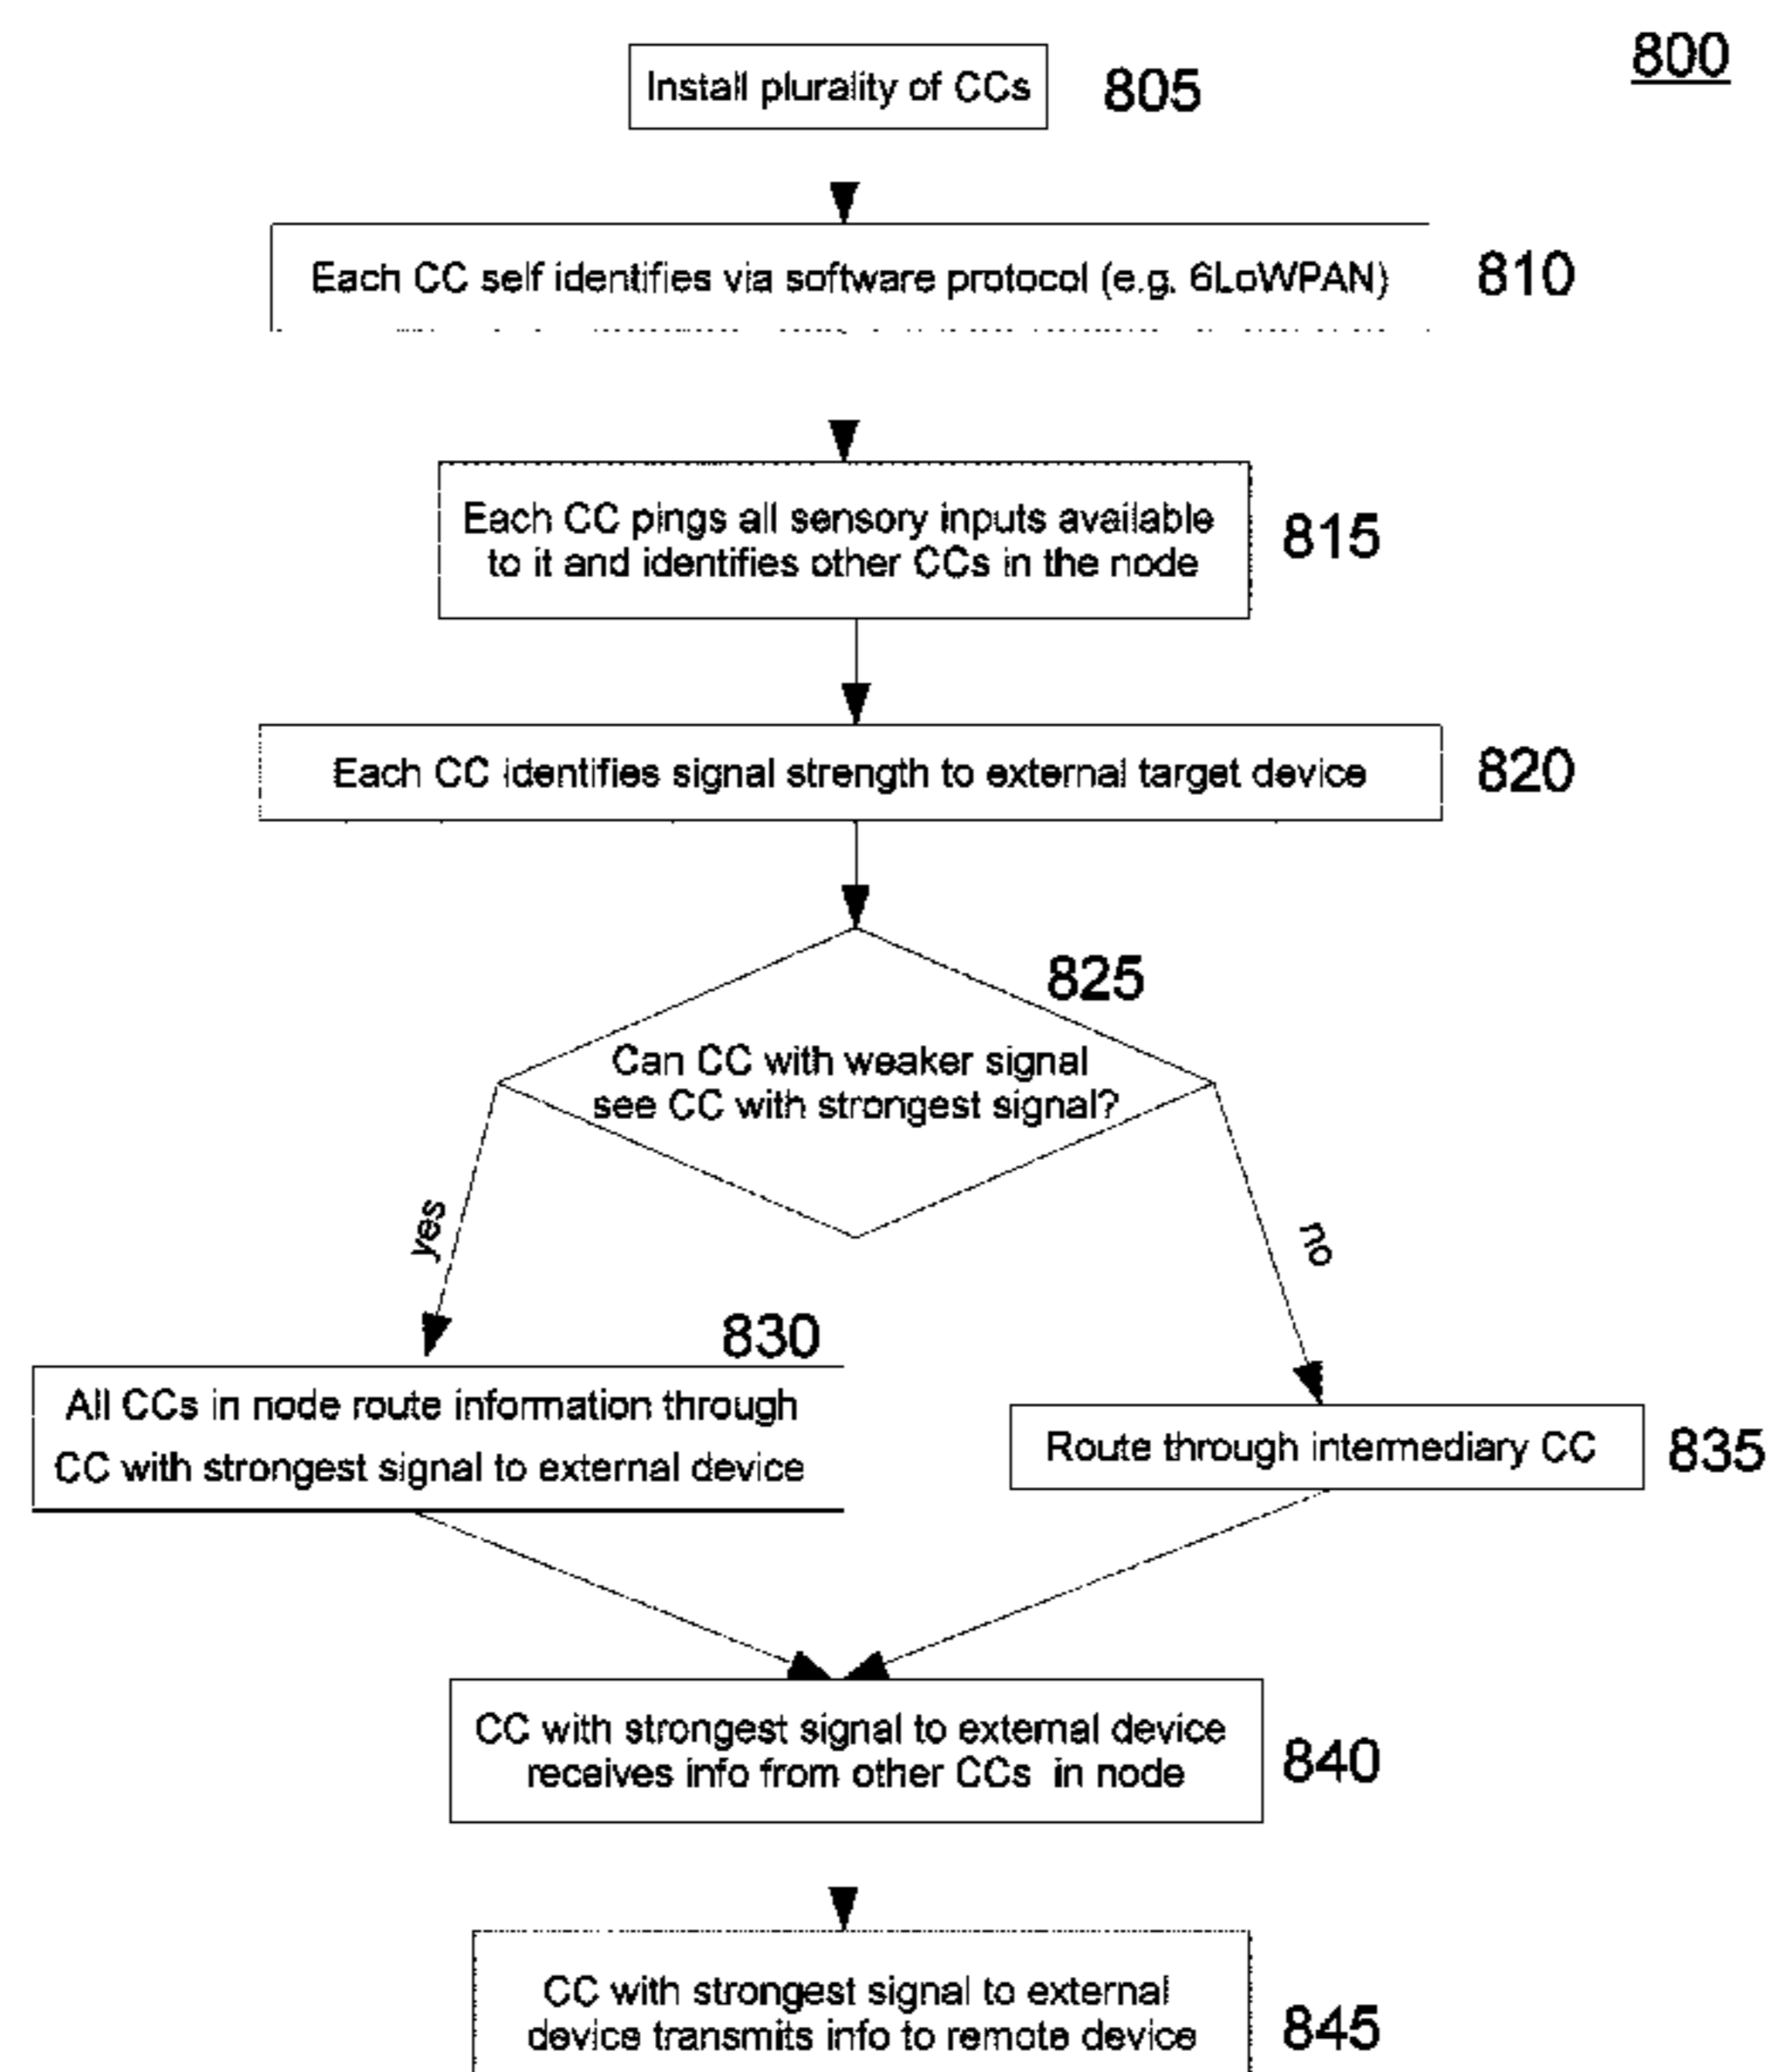 800
Install plurality of CCs
805
Each CC self identifies via software protocol (e.g. 6LoWPAN)
810
Each CC pings all sensory inputs available
to it and identifies other CCs in the node
815
Each CC identifies signal strength to external target device
820
825
Can CC with weaker signal
see CC with strongest signal?
yes
no
830
All CCs in node route information through
CC with strongest signal to external device
Route through intermediary CC
835
CC with strongest signal to external device
receives info from other CCs in node
840
CC with strongest signal to external
device transmits info to remote device
845